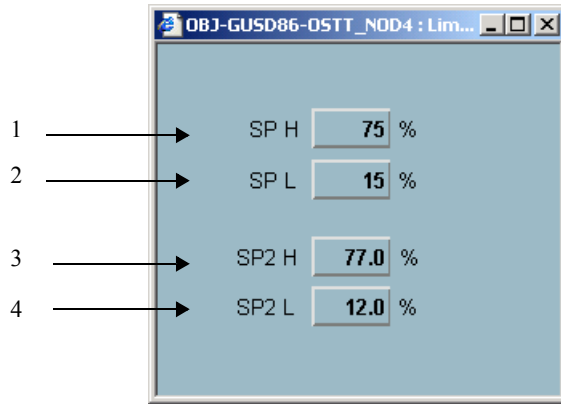 OBJ-GUSD86-OSTT_NOD4 : Lim...
1 SP H 75 %
2 SP L 15 %
3 SP2 H 77.0 %
4 SP2 L 12.0 %